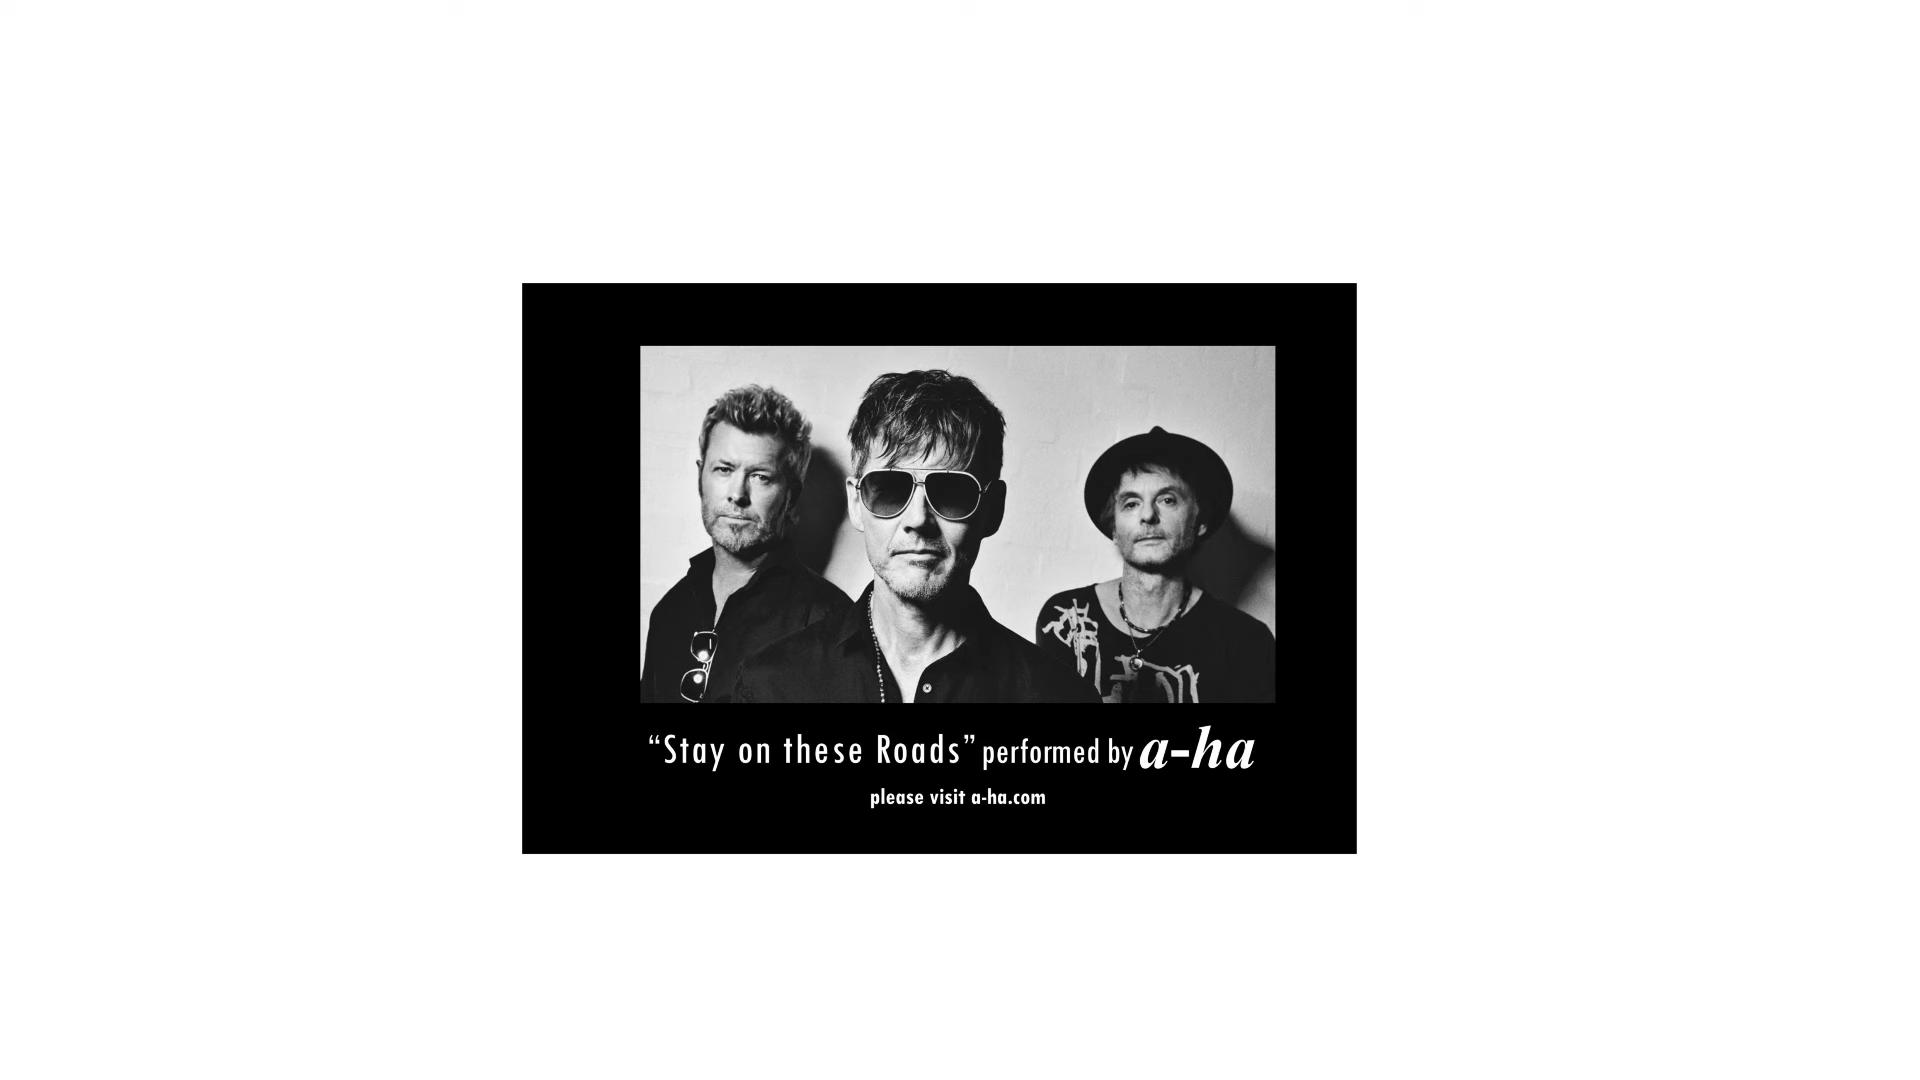 “Stay on these Roads” performed by a-ha
please visit a-ha.com